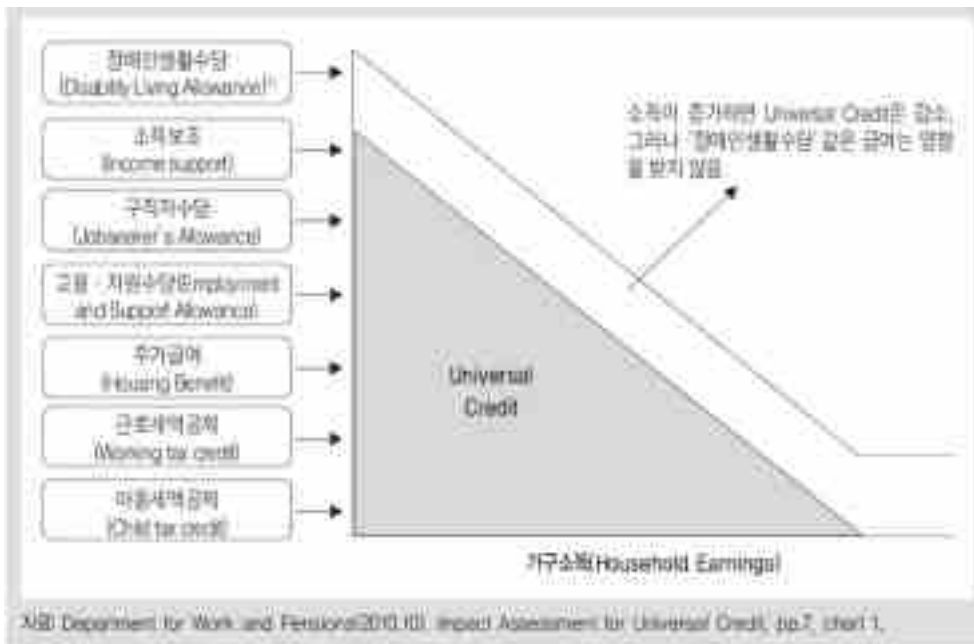 장애인생활수당
(Disability Living Allowance)
소득보조
(Income support)
구직자수당
(Jobseeker's Allowance)
고용·지원수당(Employment
and Support Allowance)
주거급여
(Housing Benefit)
근로세액공제
(Working tax credit)
아동세액공제
(Child tax credit)
소득이 증가하면 Universal Credit은 감소,
그러나 '장애인생활수당' 같은 급여는 영향
을 받지 않음
Universal
Credit
가구소득(Household Earnings)
자료: Department for Work and Pensions(2010.10). Impact Assessment for Universal Credit. pp.7, chart 1.